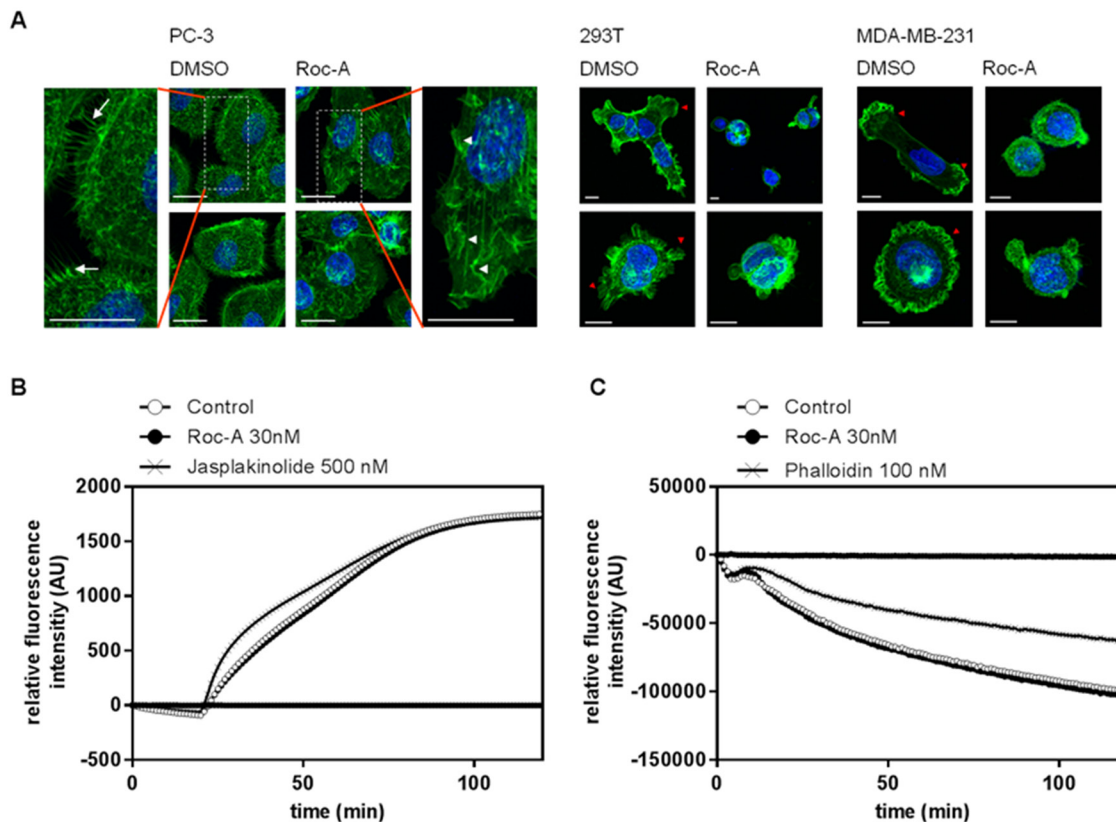 A
PC-3
293T
MDA-MB-231
DMSO
Roc-A
DMSO
Roc-A
DMSO
Roc-A
B
Control
Roc-A 30nM
Jasplakinolide 500 nM
2000
1500
1000
500
0
-500
relative fluorescence
intensitiy (AU)
0
50
100
time (min)
C
Control
Roc-A 30nM
Phalloidin 100 nM
50000
0
-50000
-100000
-150000
relative fluorescence
intensitiy (AU)
0
50
100
time (min)